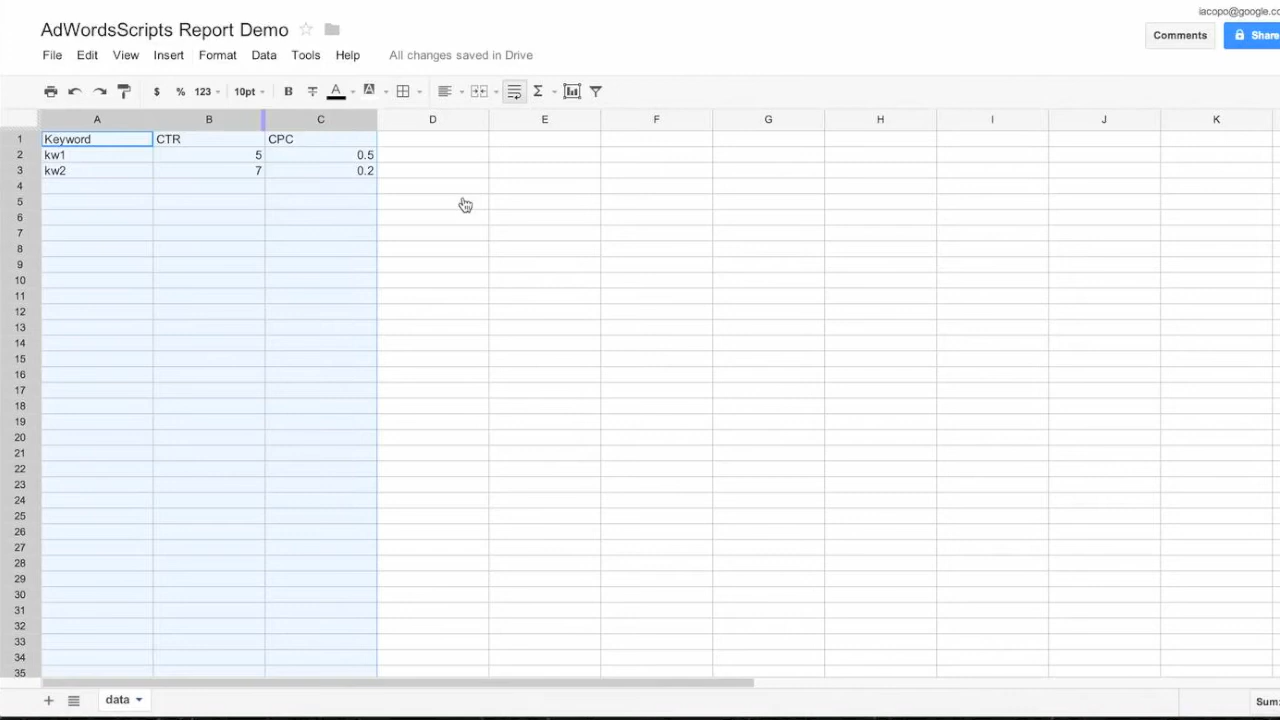 iacopo@google.co
AdWordsScripts Report Demo
Comments
Share
File Edit View Insert Format Data Tools Help All changes saved in Drive
$ % 123 10pt B A A Σ
A B C D E F G H I J K
1 Keyword CTR CPC
2 kw1 5 0.5
3 kw2 7 0.2
4
5
6
7
8
9
10
11
12
13
14
15
16
17
18
19
20
21
22
23
24
25
26
27
28
29
30
31
32
33
34
35
+ data
Sum: